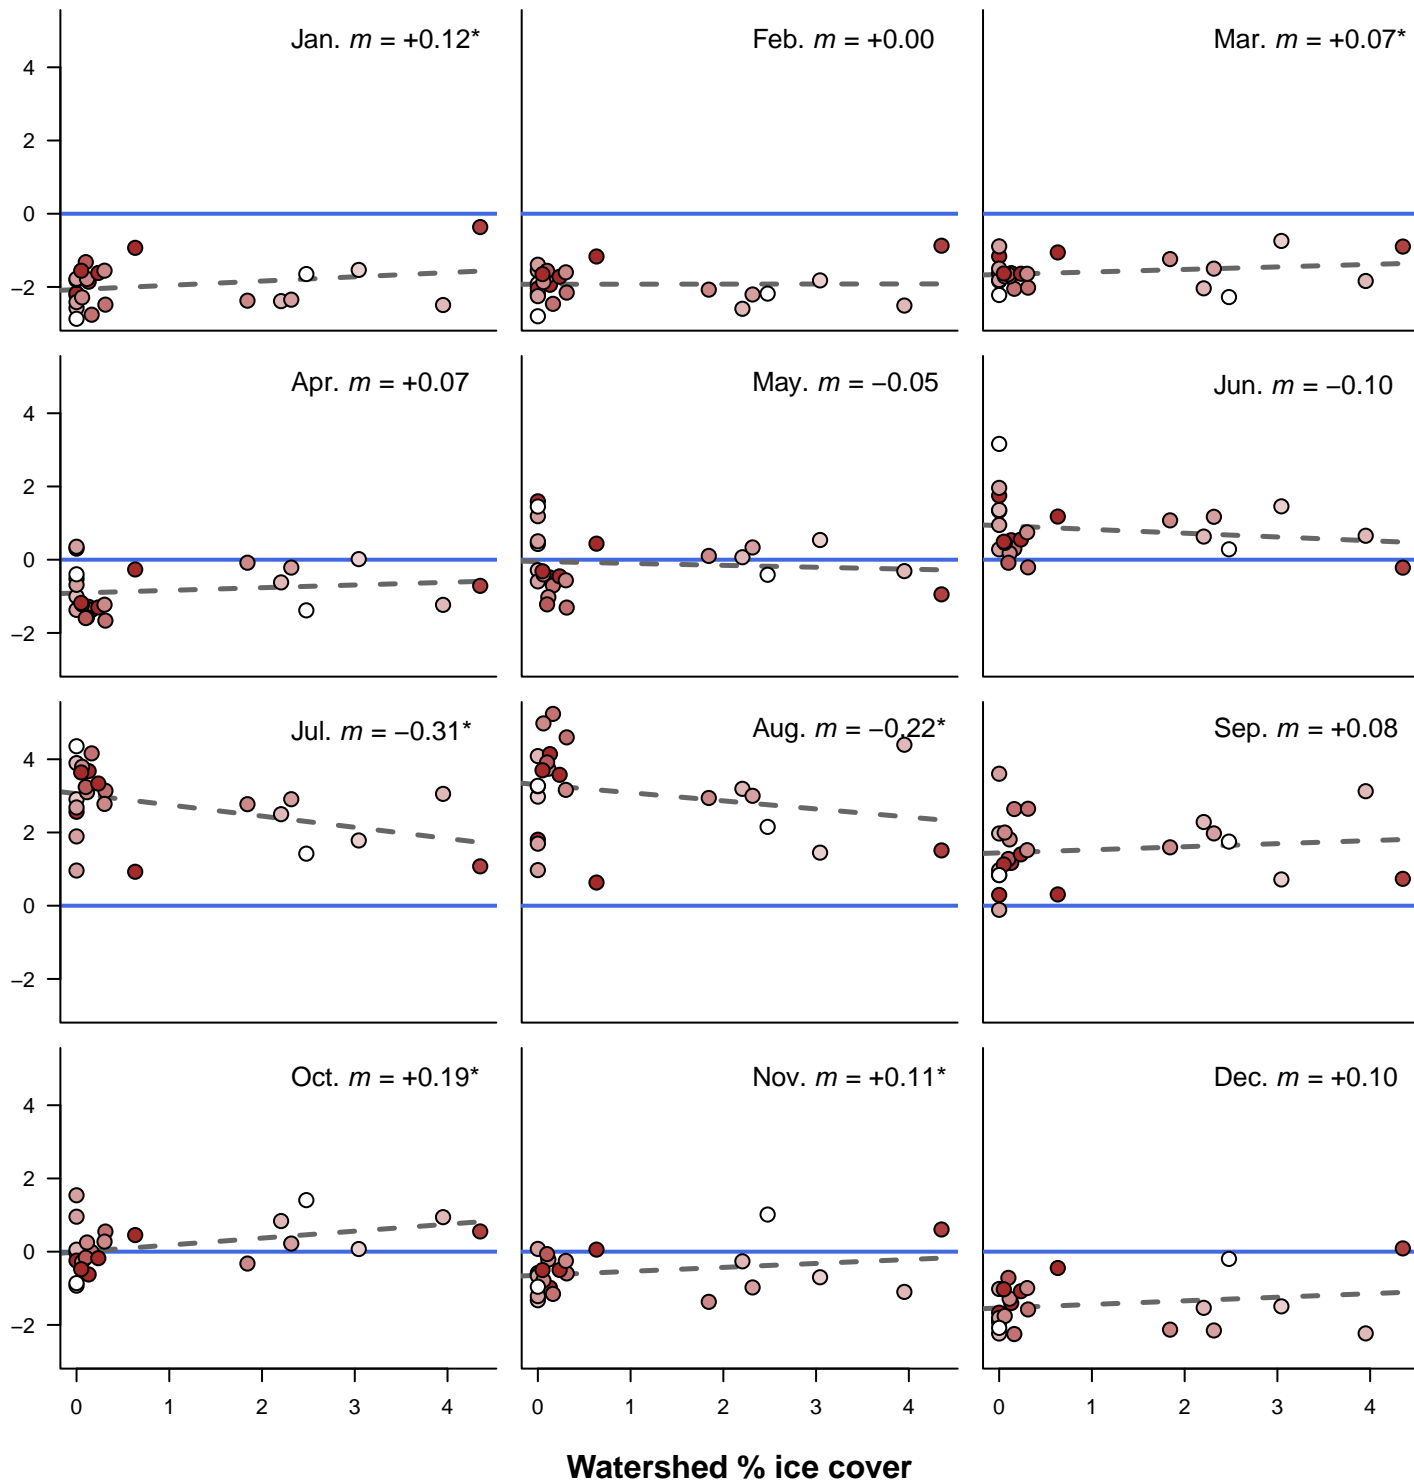 Jan. m = +0.12*
Feb. m = +0.00
Mar. m = +0.07*
4
2
0
−2
Apr. m = +0.07
May. m = −0.05
Jun. m = −0.10
4
2
0
−2
Jul. m = −0.31*
Aug. m = −0.22*
Sep. m = +0.08
4
2
0
−2
Oct. m = +0.19*
Nov. m = +0.11*
Dec. m = +0.10
4
2
0
−2
0 1 2 3 4 0 1 2 3 4 0 1 2 3 4
Watershed % ice cover